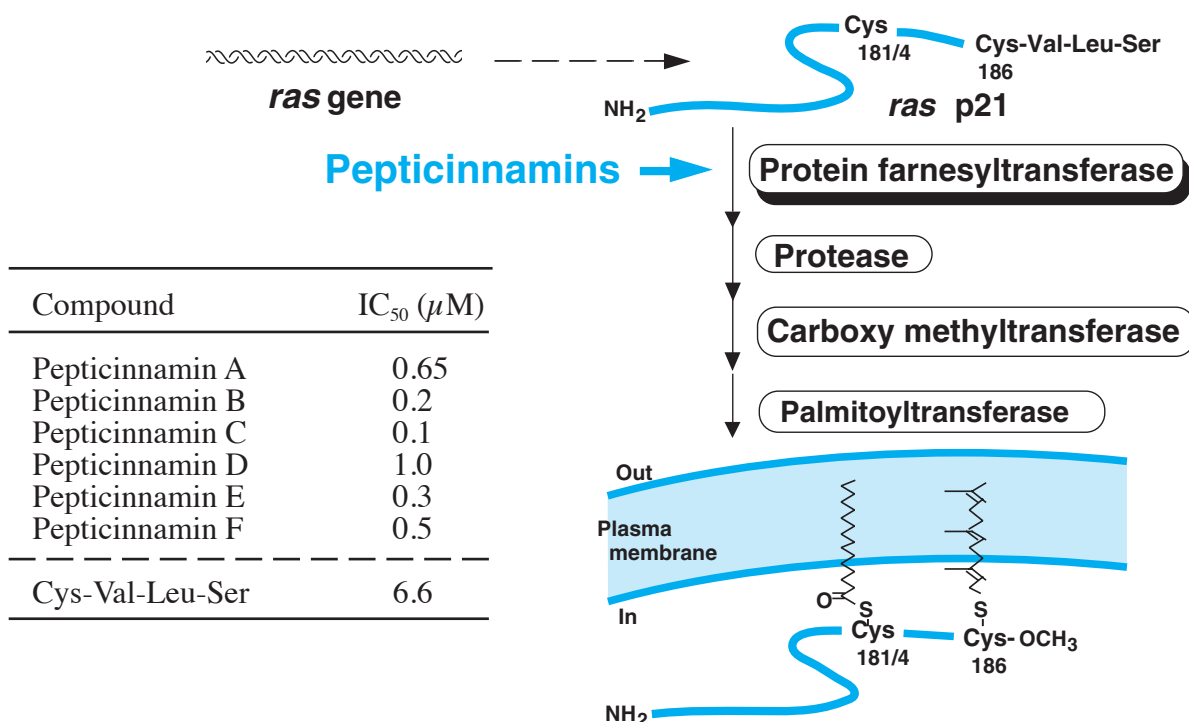 Cys
181/4
Cys-Val-Leu-Ser
186
NH2
ras gene
ras p21
Pepticinnamins
Protein farnesyltransferase
Protease
Carboxy methyltransferase
Palmitoyltransferase
Compound IC50 (μM)
Pepticinnamin A 0.65
Pepticinnamin B 0.2
Pepticinnamin C 0.1
Pepticinnamin D 1.0
Pepticinnamin E 0.3
Pepticinnamin F 0.5
Cys-Val-Leu-Ser 6.6
Out
Plasma
membrane
In
O
S
S
Cys
181/4
Cys-OCH3
186
NH2